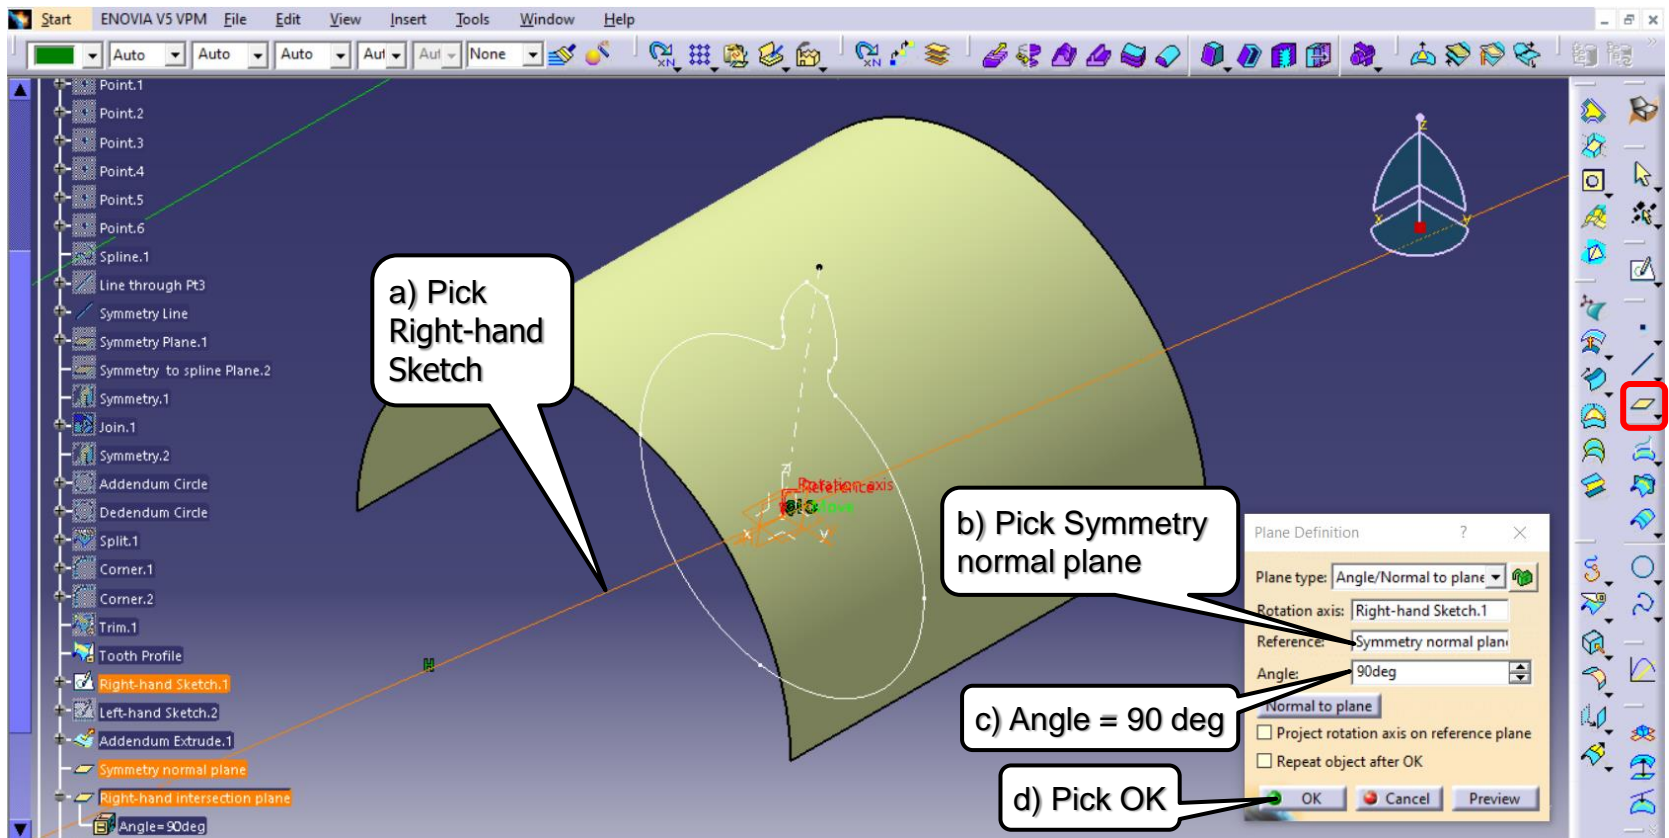 Start ENOVIA V5 VPM File Edit View Insert Tools Window Help
Auto Auto Auto Aut Aut None
Point.1
Point.2
Point.3
Point.4
Point.5
Point.6
Spline.1
Line through Pt3
Symmetry Line
Symmetry Plane.1
Symmetry to spline Plane.2
Symmetry.1
Join.1
Symmetry.2
Addendum Circle
Dedendum Circle
Split.1
Corner.1
Corner.2
Trim.1
Tooth Profile
Right-hand Sketch.1
Left-hand Sketch.2
Addendum Extrude.1
Symmetry normal plane
Right-hand intersection plane
Angle=90deg
a) Pick
Right-hand
Sketch
H
z
x
y
Rotation axis
Reference
Move
x
y
b) Pick Symmetry
normal plane
c) Angle = 90 deg
d) Pick OK
Plane Definition ? ×
Plane type: Angle/Normal to plane
Rotation axis: Right-hand Sketch.1
Reference: Symmetry normal plan
Angle: 90deg
Normal to plane
Project rotation axis on reference plane
Repeat object after OK
OK Cancel Preview